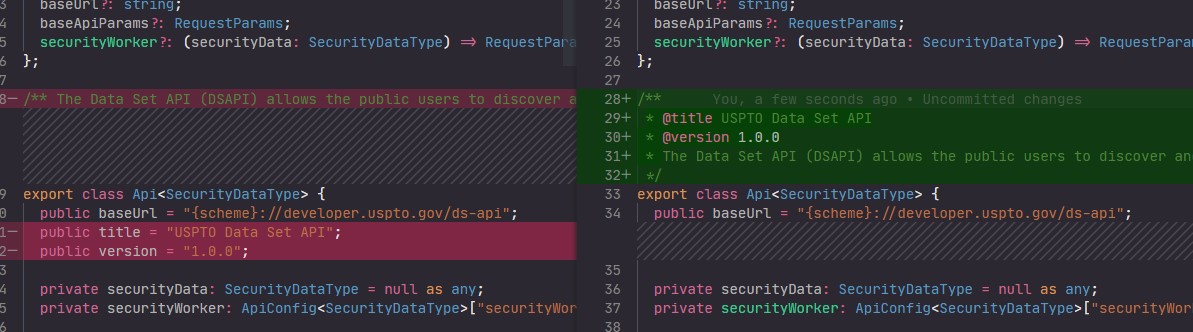 3 baseUrl?: string;
4 baseApiParams?: RequestParams;
5 securityWorker?: (securityData: SecurityDataType) => RequestPara
6 };
7
8− /** The Data Set API (DSAPI) allows the public users to discover a
9 export class Api<SecurityDataType> {
0 public baseUrl = "{scheme}://developer.uspto.gov/ds-api";
1− public title = "USPTO Data Set API";
2− public version = "1.0.0";
3
4 private securityData: SecurityDataType = null as any;
5 private securityWorker: ApiConfig<SecurityDataType>["securityWor
6
23 baseUrl?: string;
24 baseApiParams?: RequestParams;
25 securityWorker?: (securityData: SecurityDataType) => RequestParam
26 };
27
28+ /** You, a few seconds ago • Uncommitted changes
29+ * @title USPTO Data Set API
30+ * @version 1.0.0
31+ * The Data Set API (DSAPI) allows the public users to discover an
32+ */
33 export class Api<SecurityDataType> {
34 public baseUrl = "{scheme}://developer.uspto.gov/ds-api";
35
36 private securityData: SecurityDataType = null as any;
37 private securityWorker: ApiConfig<SecurityDataType>["securityWor
38